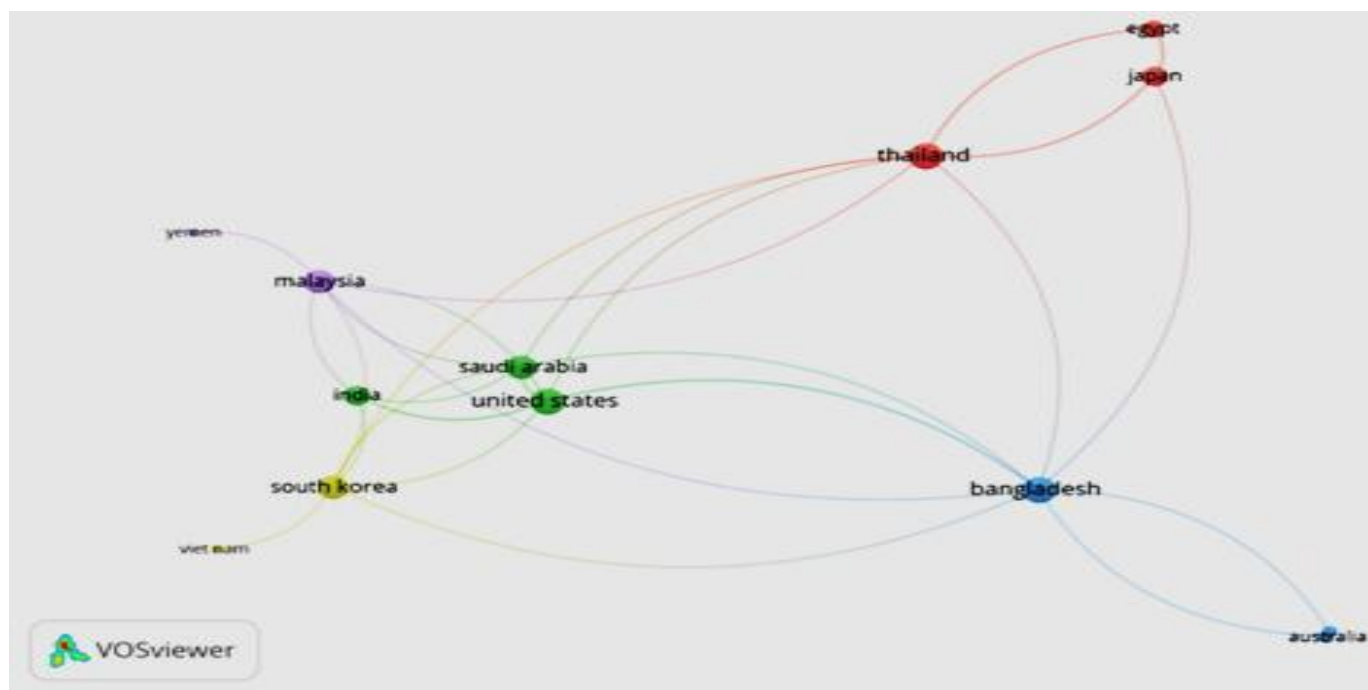 egypt
japan
thailand
yemen
malaysia
saudi arabia
india
united states
south korea
bangladesh
viet nam
australia
VOSviewer